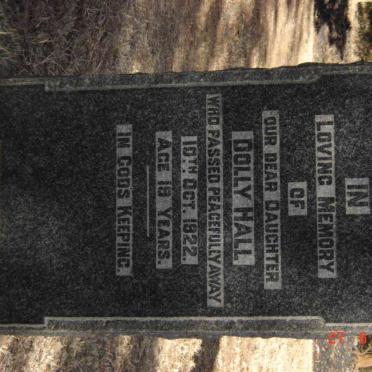 IN
LOVING MEMORY
OF
OUR DEAR DAUGHTER
DOLLY HALL
WHO PASSED PEACEFULLY AWAY
10TH OCT. 1922.
AGE 18 YEARS.
IN GODS KEEPING.